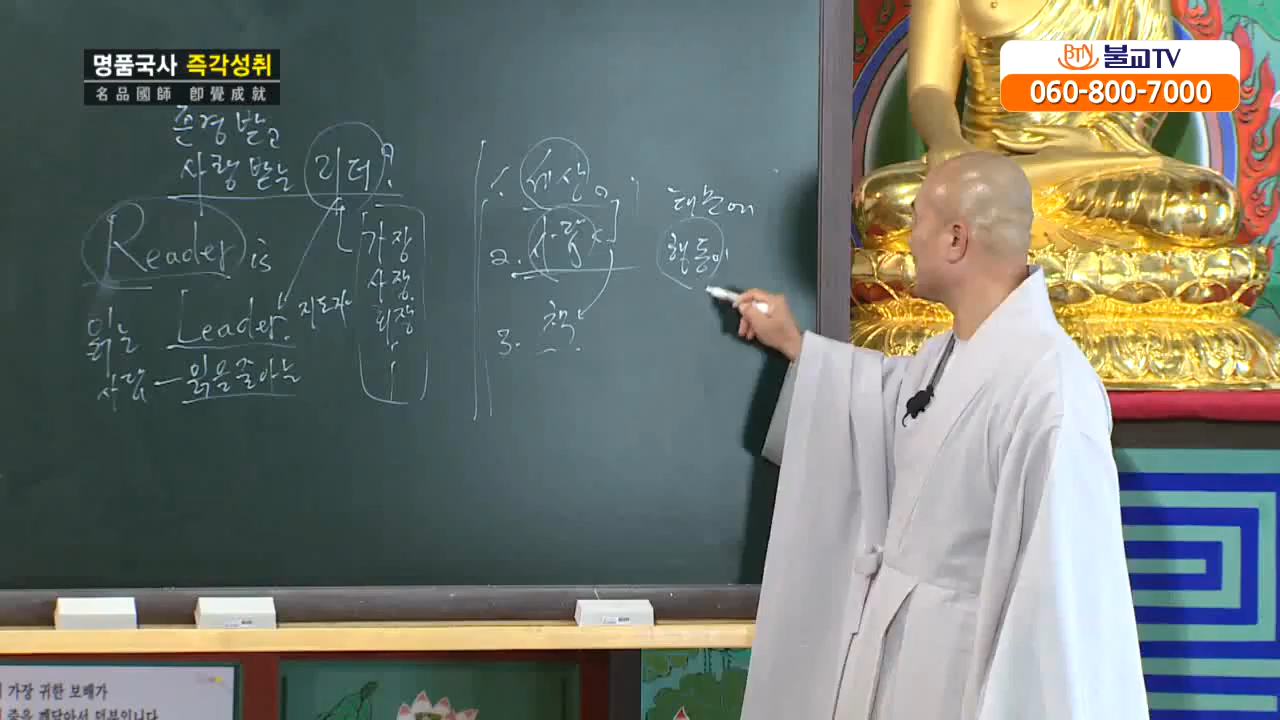 명품국사 즉각성취
名品國師 卽覺成就
BTN 불교TV
060-800-7000
존경 받고
사랑 받는 리더?
Reader is
Leader. 지도자
읽는
사람 - 읽을 줄 아는
가장
사장
회장
1. 세상
2. 사람
3. 책
때문에
행동이
가장 귀한 보배가